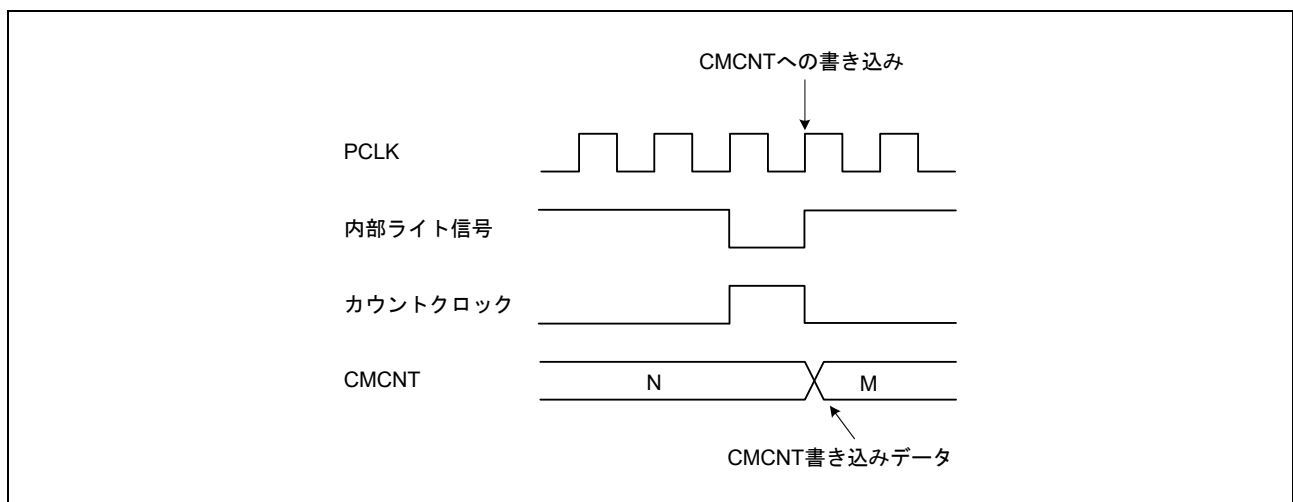 CMCNTへの書き込み
PCLK
内部ライト信号
カウントクロック
CMCNT
N
M
CMCNT書き込みデータ